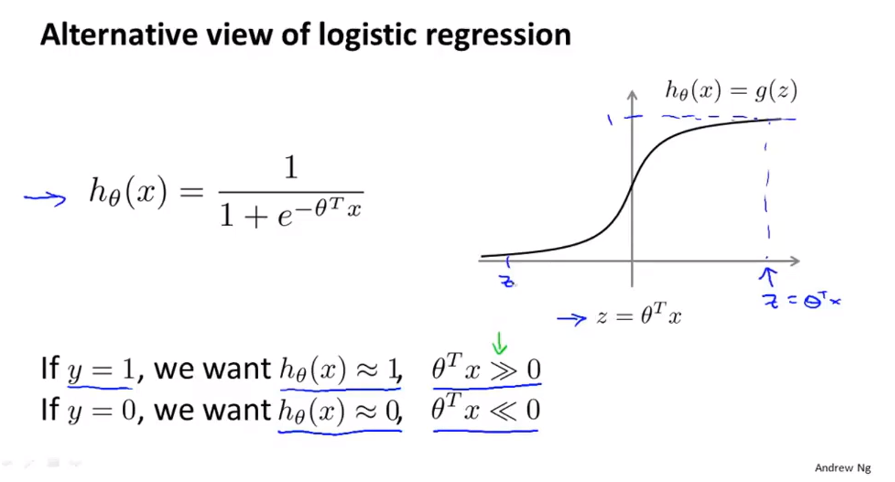 Alternative view of logistic regression
hθ(x) = g(z)
1
→ hθ(x) = 1 / (1 + e^(−θᵀx))
z
z = θᵀx
→ z = θᵀx
If y = 1, we want hθ(x) ≈ 1, θᵀx ≫ 0
If y = 0, we want hθ(x) ≈ 0, θᵀx ≪ 0
Andrew Ng